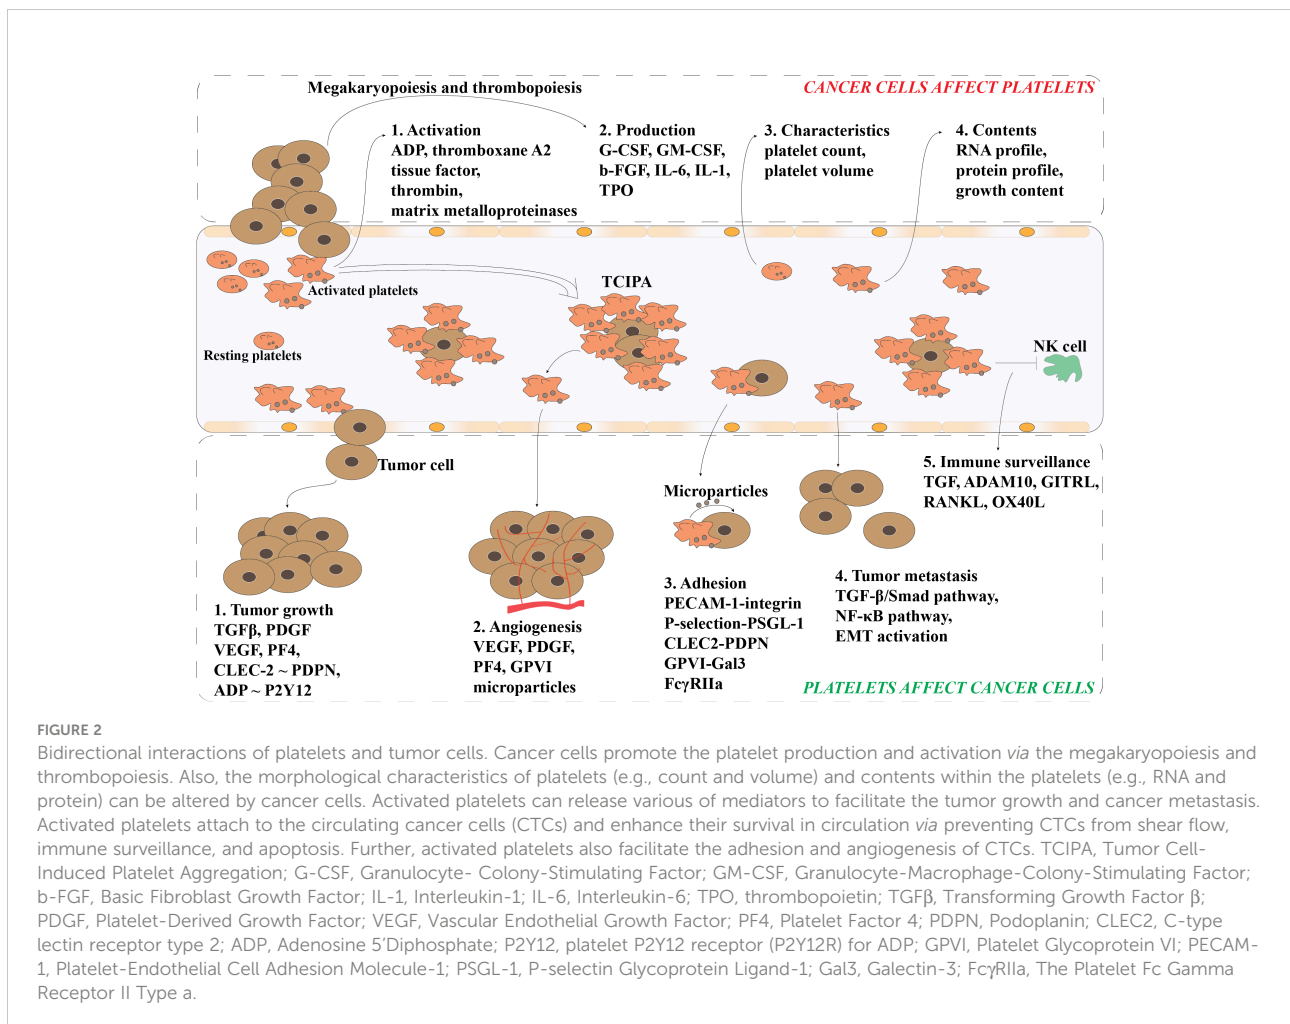 Megakaryopoiesis and thrombopoiesis
CANCER CELLS AFFECT PLATELETS
1. Activation
ADP, thromboxane A2
tissue factor,
thrombin,
matrix metalloproteinases
2. Production
G-CSF, GM-CSF,
b-FGF, IL-6, IL-1,
TPO
3. Characteristics
platelet count,
platelet volume
4. Contents
RNA profile,
protein profile,
growth content
Activated platelets
TCIPA
Resting platelets
NK cell
Tumor cell
1. Tumor growth
TGFβ, PDGF
VEGF, PF4,
CLEC-2 ~ PDPN,
ADP ~ P2Y12
2. Angiogenesis
VEGF, PDGF,
PF4, GPVI
microparticles
Microparticles
3. Adhesion
PECAM-1-integrin
P-selection-PSGL-1
CLEC2-PDPN
GPVI-Gal3
FcγRIIa
4. Tumor metastasis
TGF-β/Smad pathway,
NF-κB pathway,
EMT activation
5. Immune surveillance
TGF, ADAM10, GITRL,
RANKL, OX40L
PLATELETS AFFECT CANCER CELLS
FIGURE 2
Bidirectional interactions of platelets and tumor cells. Cancer cells promote the platelet production and activation via the megakaryopoiesis and
thrombopoiesis. Also, the morphological characteristics of platelets (e.g., count and volume) and contents within the platelets (e.g., RNA and
protein) can be altered by cancer cells. Activated platelets can release various of mediators to facilitate the tumor growth and cancer metastasis.
Activated platelets attach to the circulating cancer cells (CTCs) and enhance their survival in circulation via preventing CTCs from shear flow,
immune surveillance, and apoptosis. Further, activated platelets also facilitate the adhesion and angiogenesis of CTCs. TCIPA, Tumor Cell-
Induced Platelet Aggregation; G-CSF, Granulocyte- Colony-Stimulating Factor; GM-CSF, Granulocyte-Macrophage-Colony-Stimulating Factor;
b-FGF, Basic Fibroblast Growth Factor; IL-1, Interleukin-1; IL-6, Interleukin-6; TPO, thrombopoietin; TGFβ, Transforming Growth Factor β;
PDGF, Platelet-Derived Growth Factor; VEGF, Vascular Endothelial Growth Factor; PF4, Platelet Factor 4; PDPN, Podoplanin; CLEC2, C-type
lectin receptor type 2; ADP, Adenosine 5'Diphosphate; P2Y12, platelet P2Y12 receptor (P2Y12R) for ADP; GPVI, Platelet Glycoprotein VI; PECAM-
1, Platelet-Endothelial Cell Adhesion Molecule-1; PSGL-1, P-selectin Glycoprotein Ligand-1; Gal3, Galectin-3; FcγRIIa, The Platelet Fc Gamma
Receptor II Type a.